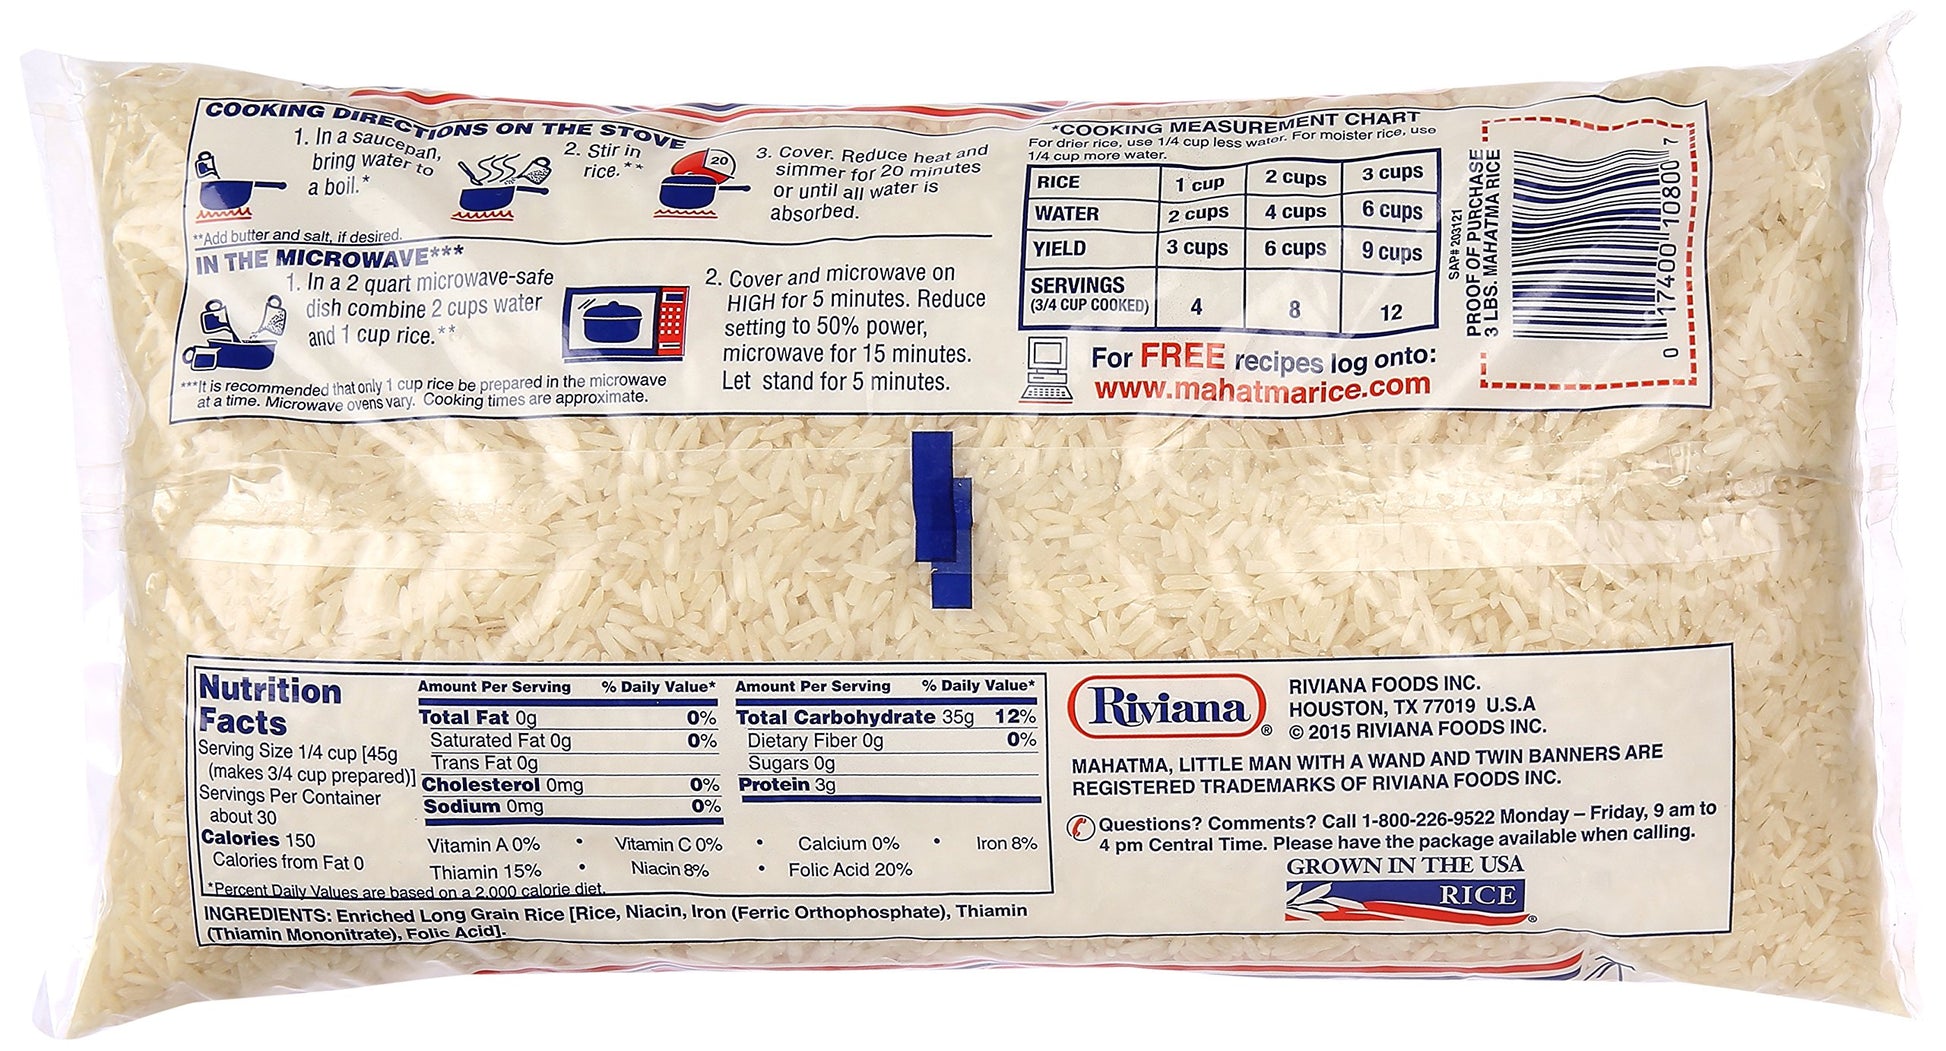 COOKING DIRECTIONS ON THE STOVE
1. In a saucepan,
bring water to
a boil.*
2. Stir in
rice.**
20
3. Cover. Reduce heat and
simmer for 20 minutes
or until all water is
absorbed.
**Add butter and salt, if desired.
IN THE MICROWAVE***
1. In a 2 quart microwave-safe
dish combine 2 cups water
and 1 cup rice.**
2. Cover and microwave on
HIGH for 5 minutes. Reduce
setting to 50% power,
microwave for 15 minutes.
Let stand for 5 minutes.
***It is recommended that only 1 cup rice be prepared in the microwave
at a time. Microwave ovens vary. Cooking times are approximate.
*COOKING MEASUREMENT CHART
For drier rice, use 1/4 cup less water. For moister rice, use
1/4 cup more water.
RICE 1 cup 2 cups 3 cups
WATER 2 cups 4 cups 6 cups
YIELD 3 cups 6 cups 9 cups
SERVINGS
(3/4 CUP COOKED) 4 8 12
For FREE recipes log onto:
www.mahatmarice.com
SAP# 203121
PROOF OF PURCHASE
3 LBS. MAHATMA RICE
0 17400 10800 7
Nutrition
Facts
Serving Size 1/4 cup [45g
(makes 3/4 cup prepared)]
Servings Per Container
about 30
Calories 150
Calories from Fat 0
Amount Per Serving % Daily Value*
Total Fat 0g 0%
Saturated Fat 0g 0%
Trans Fat 0g
Cholesterol 0mg 0%
Sodium 0mg 0%
Amount Per Serving % Daily Value*
Total Carbohydrate 35g 12%
Dietary Fiber 0g 0%
Sugars 0g
Protein 3g
Vitamin A 0% • Vitamin C 0% • Calcium 0% • Iron 8%
Thiamin 15% • Niacin 8% • Folic Acid 20%
*Percent Daily Values are based on a 2,000 calorie diet.
INGREDIENTS: Enriched Long Grain Rice [Rice, Niacin, Iron (Ferric Orthophosphate), Thiamin
(Thiamin Mononitrate), Folic Acid].
Riviana ®
RIVIANA FOODS INC.
HOUSTON, TX 77019 U.S.A
© 2015 RIVIANA FOODS INC.
MAHATMA, LITTLE MAN WITH A WAND AND TWIN BANNERS ARE
REGISTERED TRADEMARKS OF RIVIANA FOODS INC.
Questions? Comments? Call 1-800-226-9522 Monday – Friday, 9 am to
4 pm Central Time. Please have the package available when calling.
GROWN IN THE USA
RICE ®